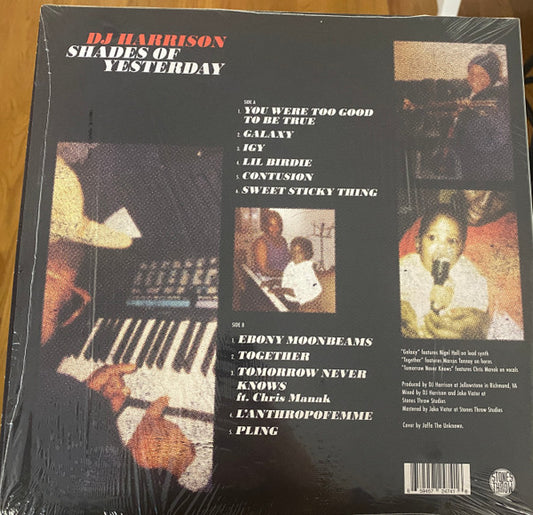 DJ HARRISON
SHADES OF
YESTERDAY
SIDE A
1. YOU WERE TOO GOOD
TO BE TRUE
2. GALAXY
3. IGY
4. LIL BIRDIE
5. CONTUSION
6. SWEET STICKY THING
SIDE B
1. EBONY MOONBEAMS
2. TOGETHER
3. TOMORROW NEVER
KNOWS
ft. Chris Manak
4. L'ANTHROPOFEMME
5. PLING
"Galaxy" features Nigel Hall on lead synth
"Together" features Marcus Tenney on horns
"Tomorrow Never Knows" features Chris Manak on vocals
Produced by DJ Harrison at Jellowstone in Richmond, VA
Mixed by DJ Harrison and Jake Viator at
Stones Throw Studios
Mastered by Jake Viator at Stones Throw Studios
Cover by Jaffa The Unknown.
6 59457 24741
STONES
THROW